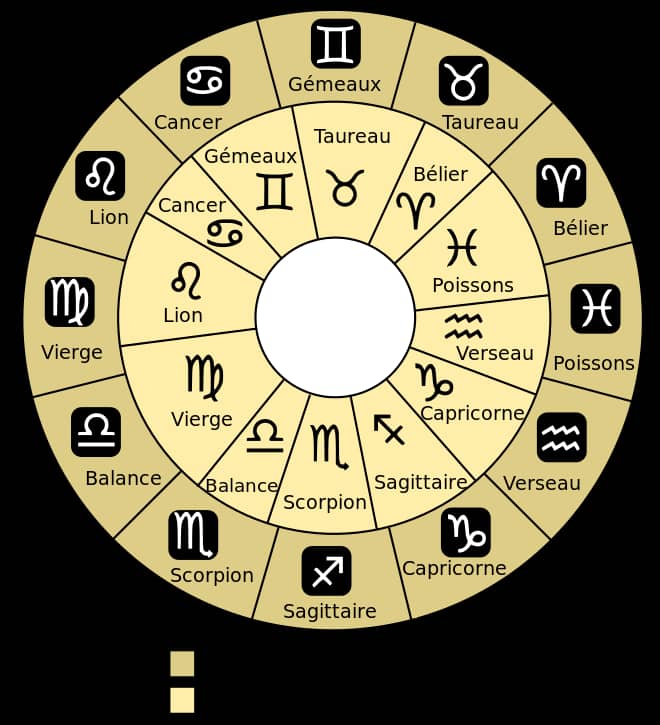 Gémeaux
Taureau
Bélier
Poissons
Verseau
Capricorne
Sagittaire
Scorpion
Balance
Vierge
Lion
Cancer
Taureau
Bélier
Poissons
Verseau
Capricorne
Sagittaire
Scorpion
Balance
Vierge
Lion
Cancer
Gémeaux